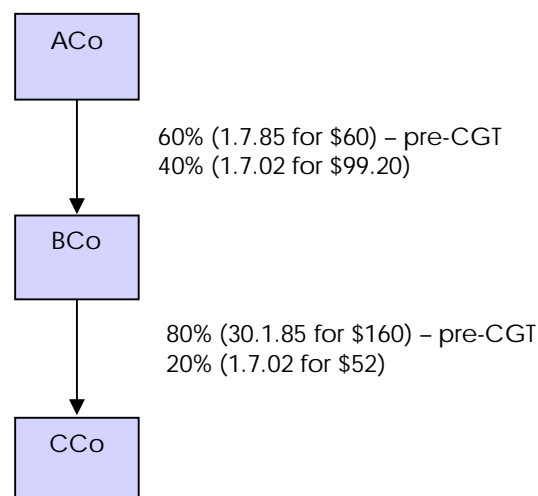 ACo
60% (1.7.85 for $60) – pre-CGT
40% (1.7.02 for $99.20)
BCo
80% (30.1.85 for $160) – pre-CGT
20% (1.7.02 for $52)
CCo